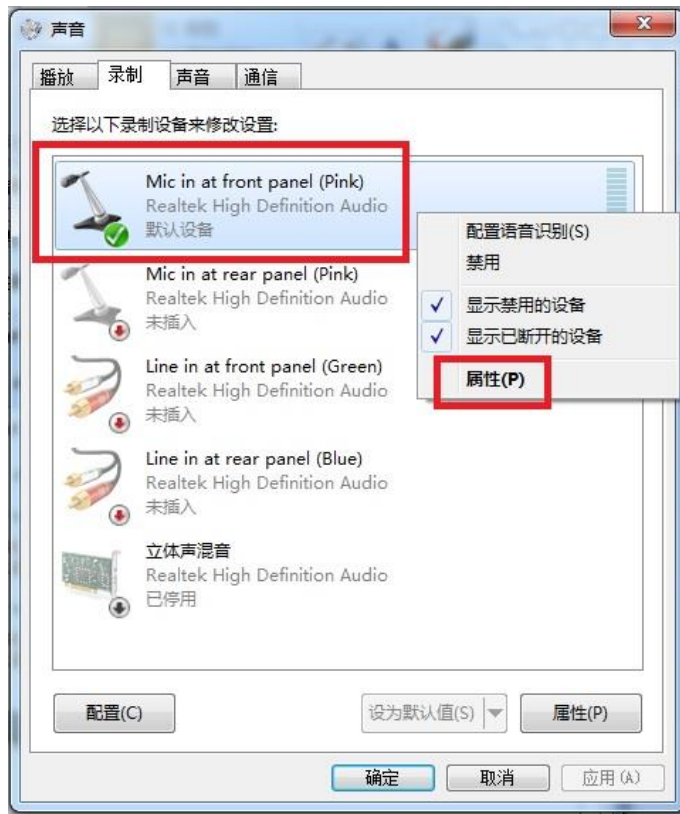 声音
播放 录制 声音 通信
选择以下录制设备来修改设置:
Mic in at front panel (Pink)
Realtek High Definition Audio
默认设备
配置语音识别(S)
禁用
显示禁用的设备
显示已断开的设备
属性(P)
Mic in at rear panel (Pink)
Realtek High Definition Audio
未插入
Line in at front panel (Green)
Realtek High Definition Audio
未插入
Line in at rear panel (Blue)
Realtek High Definition Audio
未插入
立体声混音
Realtek High Definition Audio
已停用
配置(C) 设为默认值(S) 属性(P)
确定 取消 应用(A)